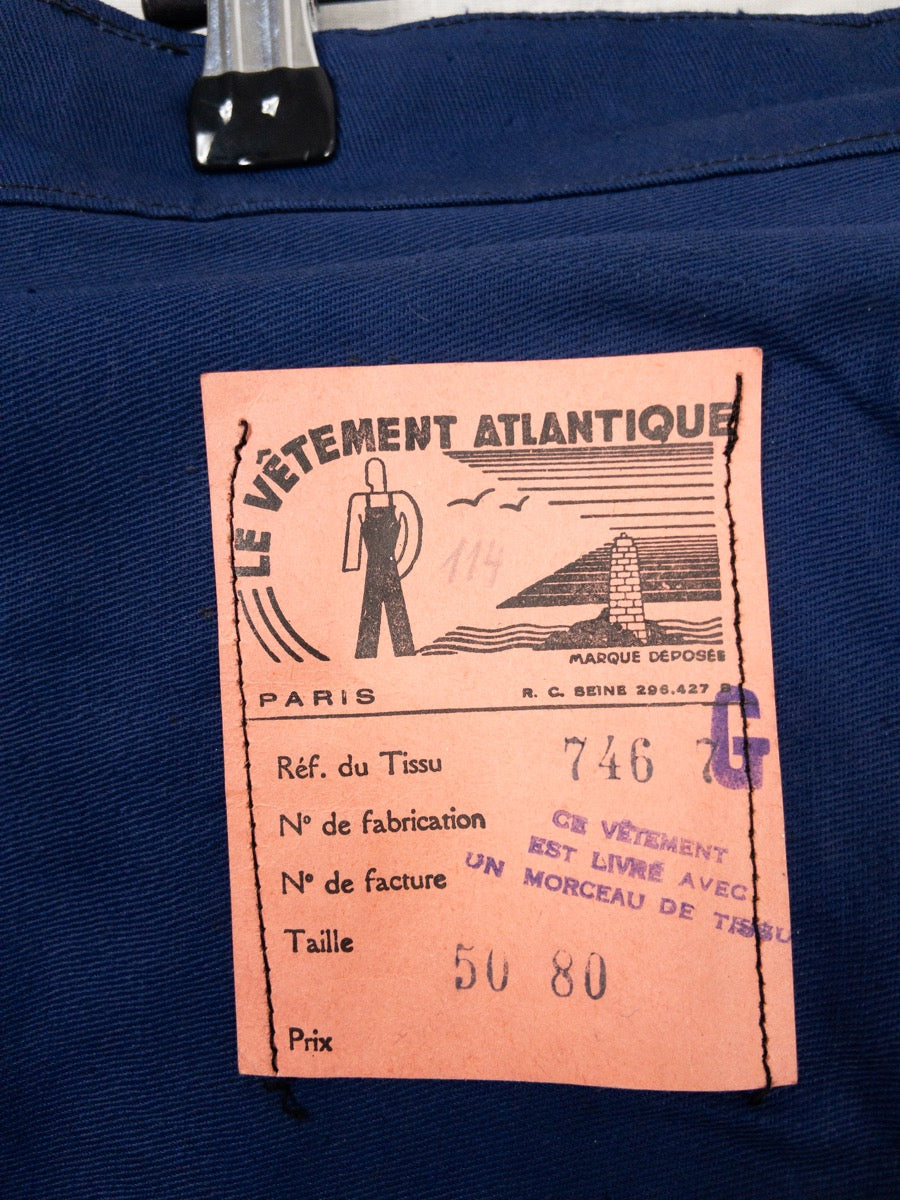 LE VÊTEMENT ATLANTIQUE
114
MARQUE DÉPOSÉE
PARIS
R. C. SEINE 296.427 B
G
Réf. du Tissu 746 7
Nº de fabrication
CE VÊTEMENT
EST LIVRÉ AVEC
UN MORCEAU DE TISSU
Nº de facture
Taille 50 80
Prix